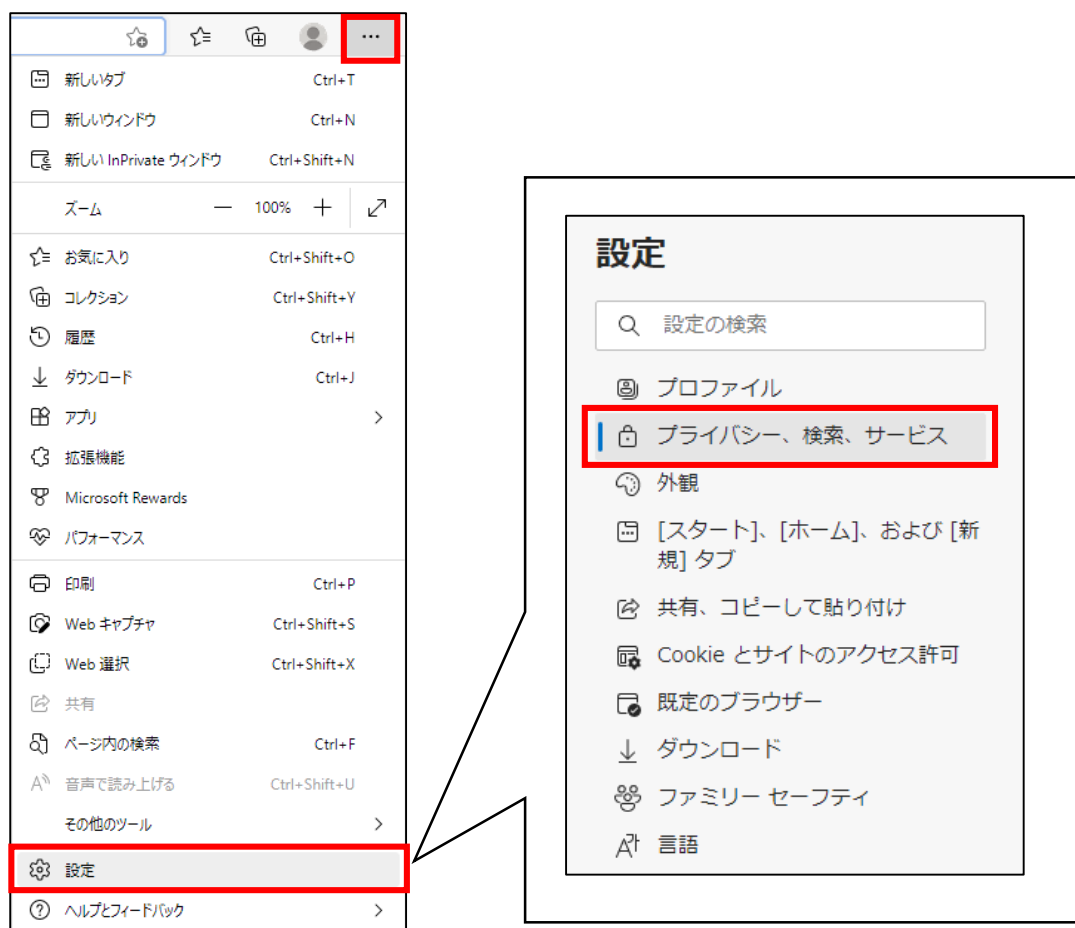 …
新しいタブ Ctrl+T
新しいウィンドウ Ctrl+N
新しい InPrivate ウィンドウ Ctrl+Shift+N
ズーム — 100% +
お気に入り Ctrl+Shift+O
コレクション Ctrl+Shift+Y
履歴 Ctrl+H
ダウンロード Ctrl+J
アプリ
拡張機能
Microsoft Rewards
パフォーマンス
印刷 Ctrl+P
Web キャプチャ Ctrl+Shift+S
Web 選択 Ctrl+Shift+X
共有
ページ内の検索 Ctrl+F
音声で読み上げる Ctrl+Shift+U
その他のツール
設定
ヘルプとフィードバック
設定
設定の検索
プロファイル
プライバシー、検索、サービス
外観
[スタート]、[ホーム]、および [新
規] タブ
共有、コピーして貼り付け
Cookie とサイトのアクセス許可
既定のブラウザー
ダウンロード
ファミリー セーフティ
言語